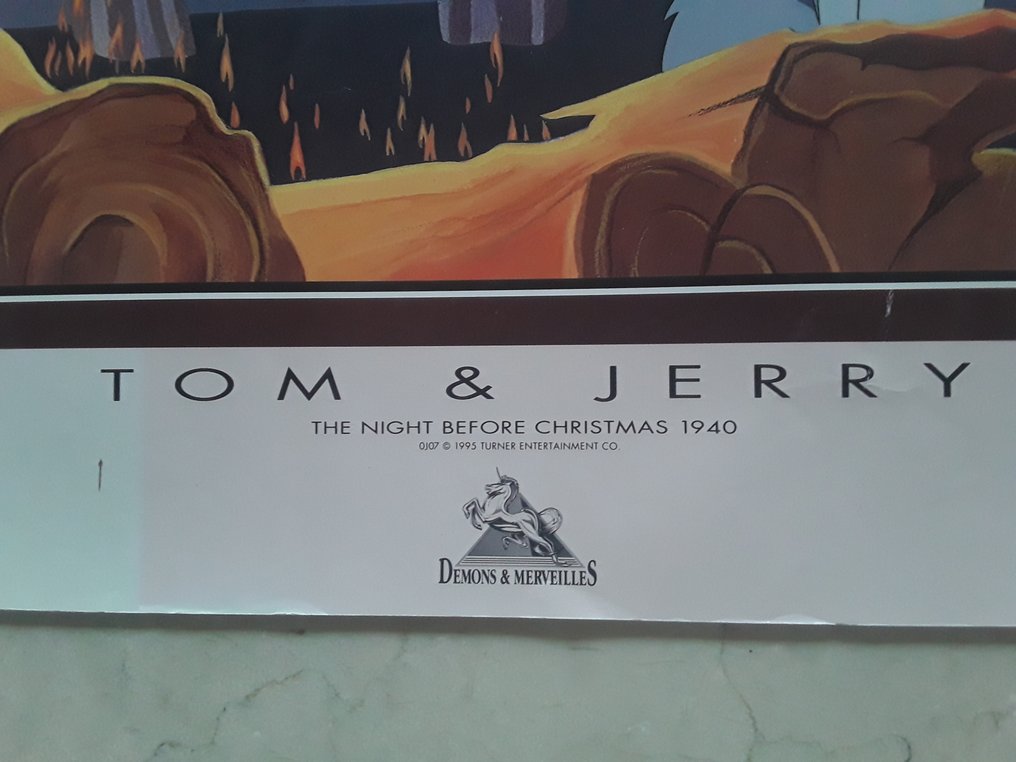 TOM & JERRY
THE NIGHT BEFORE CHRISTMAS 1940
0J07 © 1995 TURNER ENTERTAINMENT CO.
DEMONS & MERVEILLES